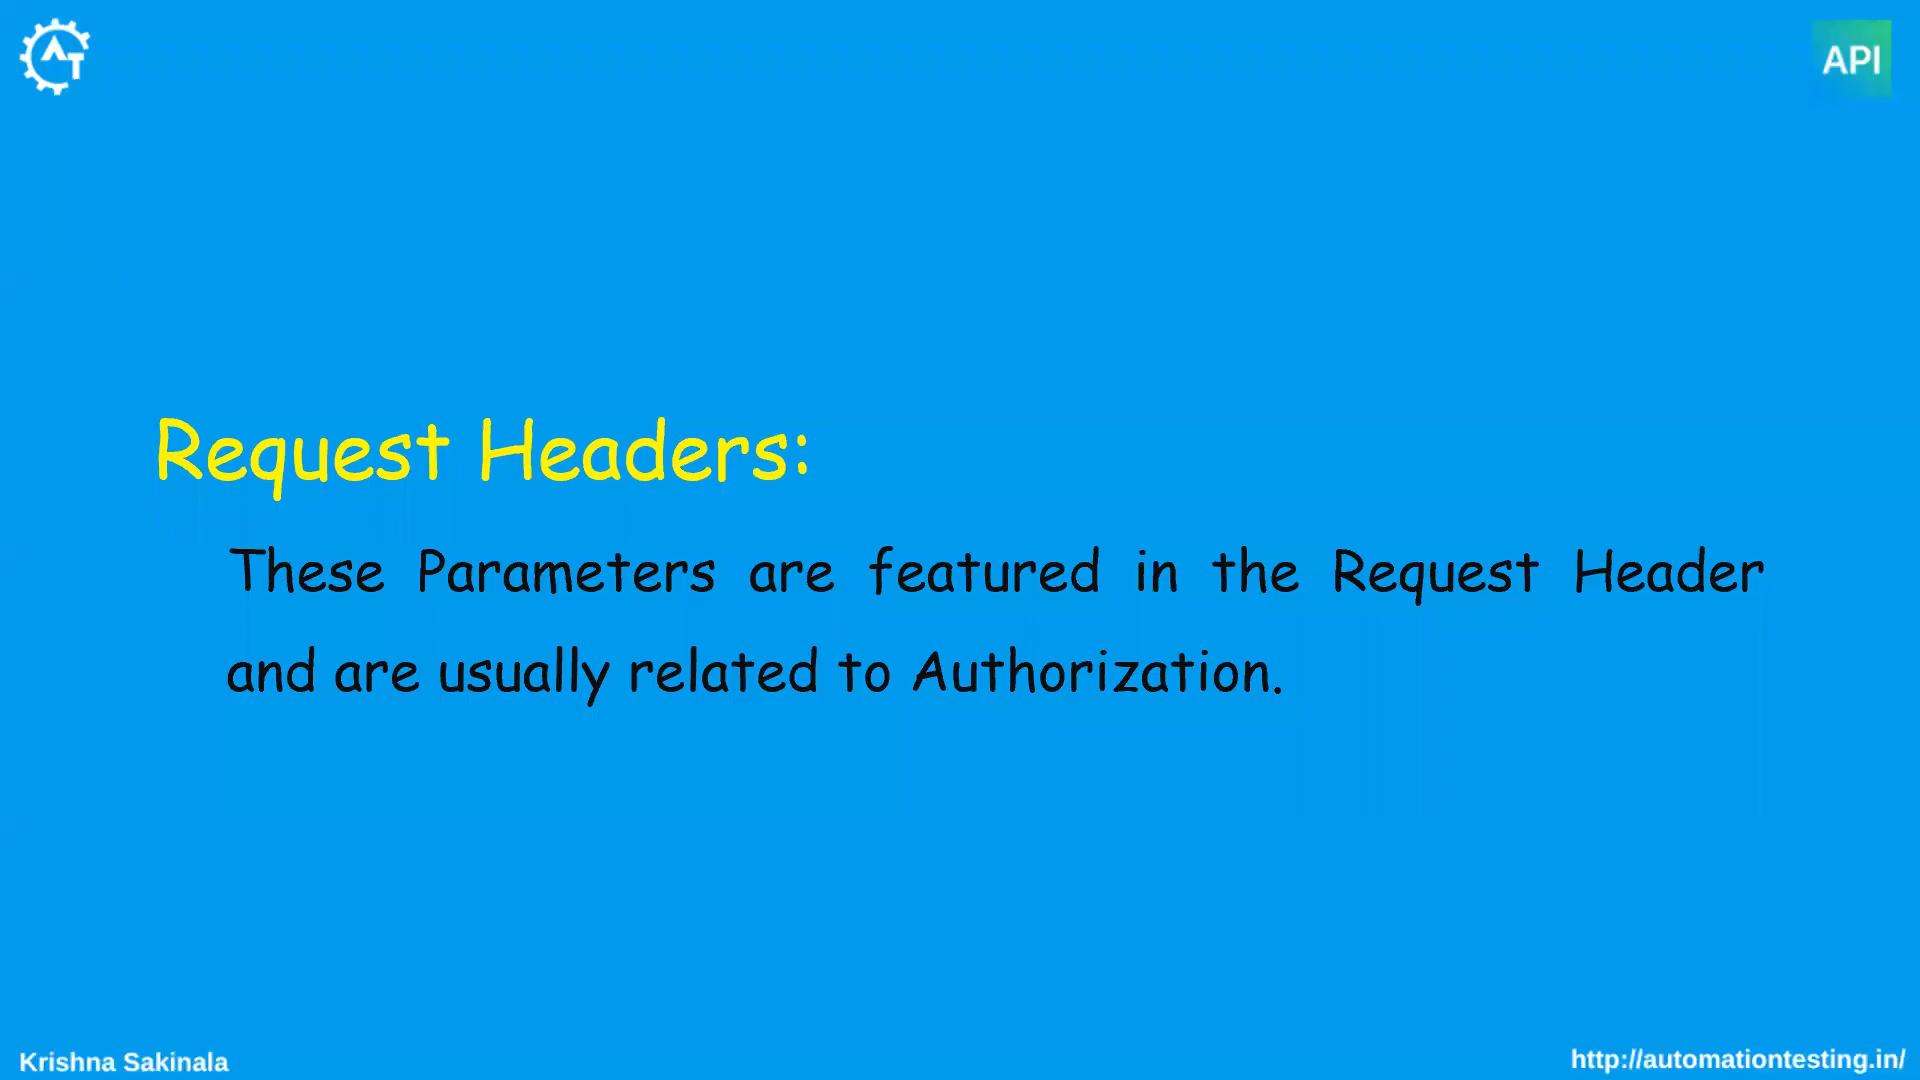 AT
API
Request Headers:
These Parameters are featured in the Request Header
and are usually related to Authorization.
Krishna Sakinala
http://automationtesting.in/